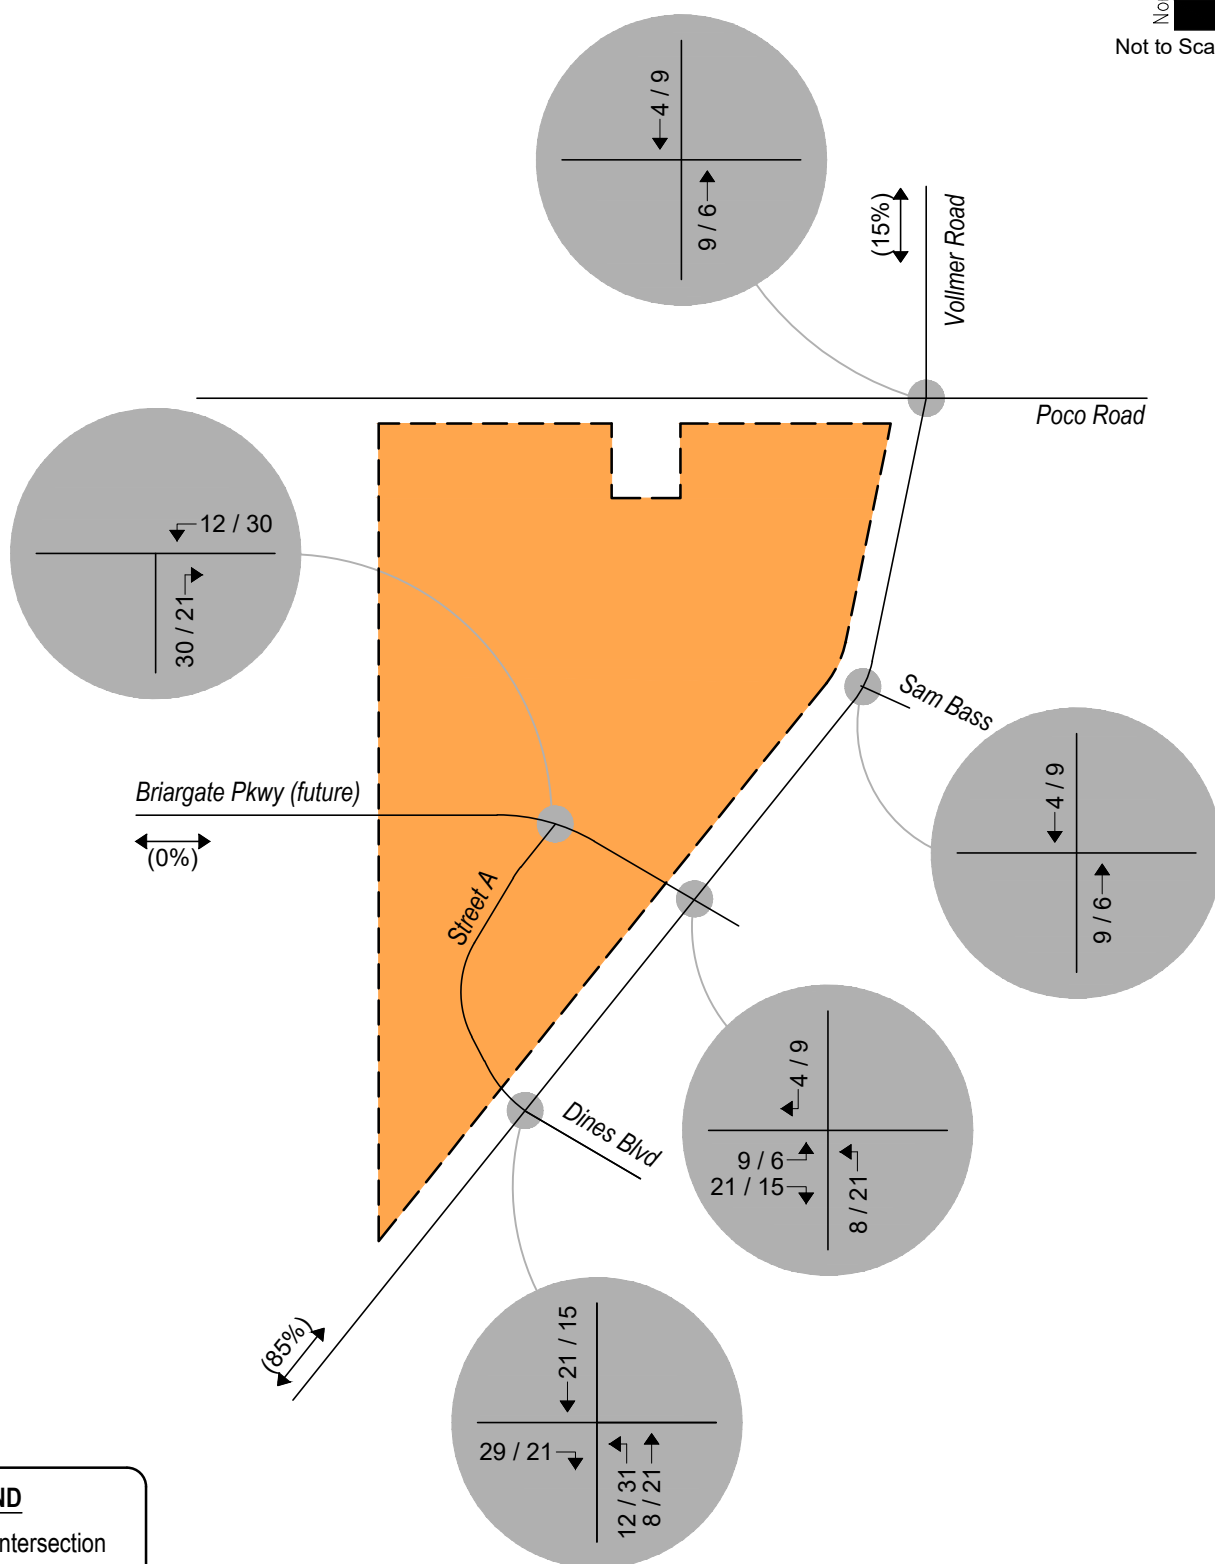 Not to Sca
4 / 9
9 / 6
(15%)
Vollmer Road
Poco Road
12 / 30
30 / 21
Sam Bass
4 / 9
9 / 6
Briargate Pkwy (future)
(0%)
Street A
4 / 9
9 / 6
21 / 15
8 / 21
Dines Blvd
(85%)
21 / 15
29 / 21
12 / 31
8 / 21
ntersection